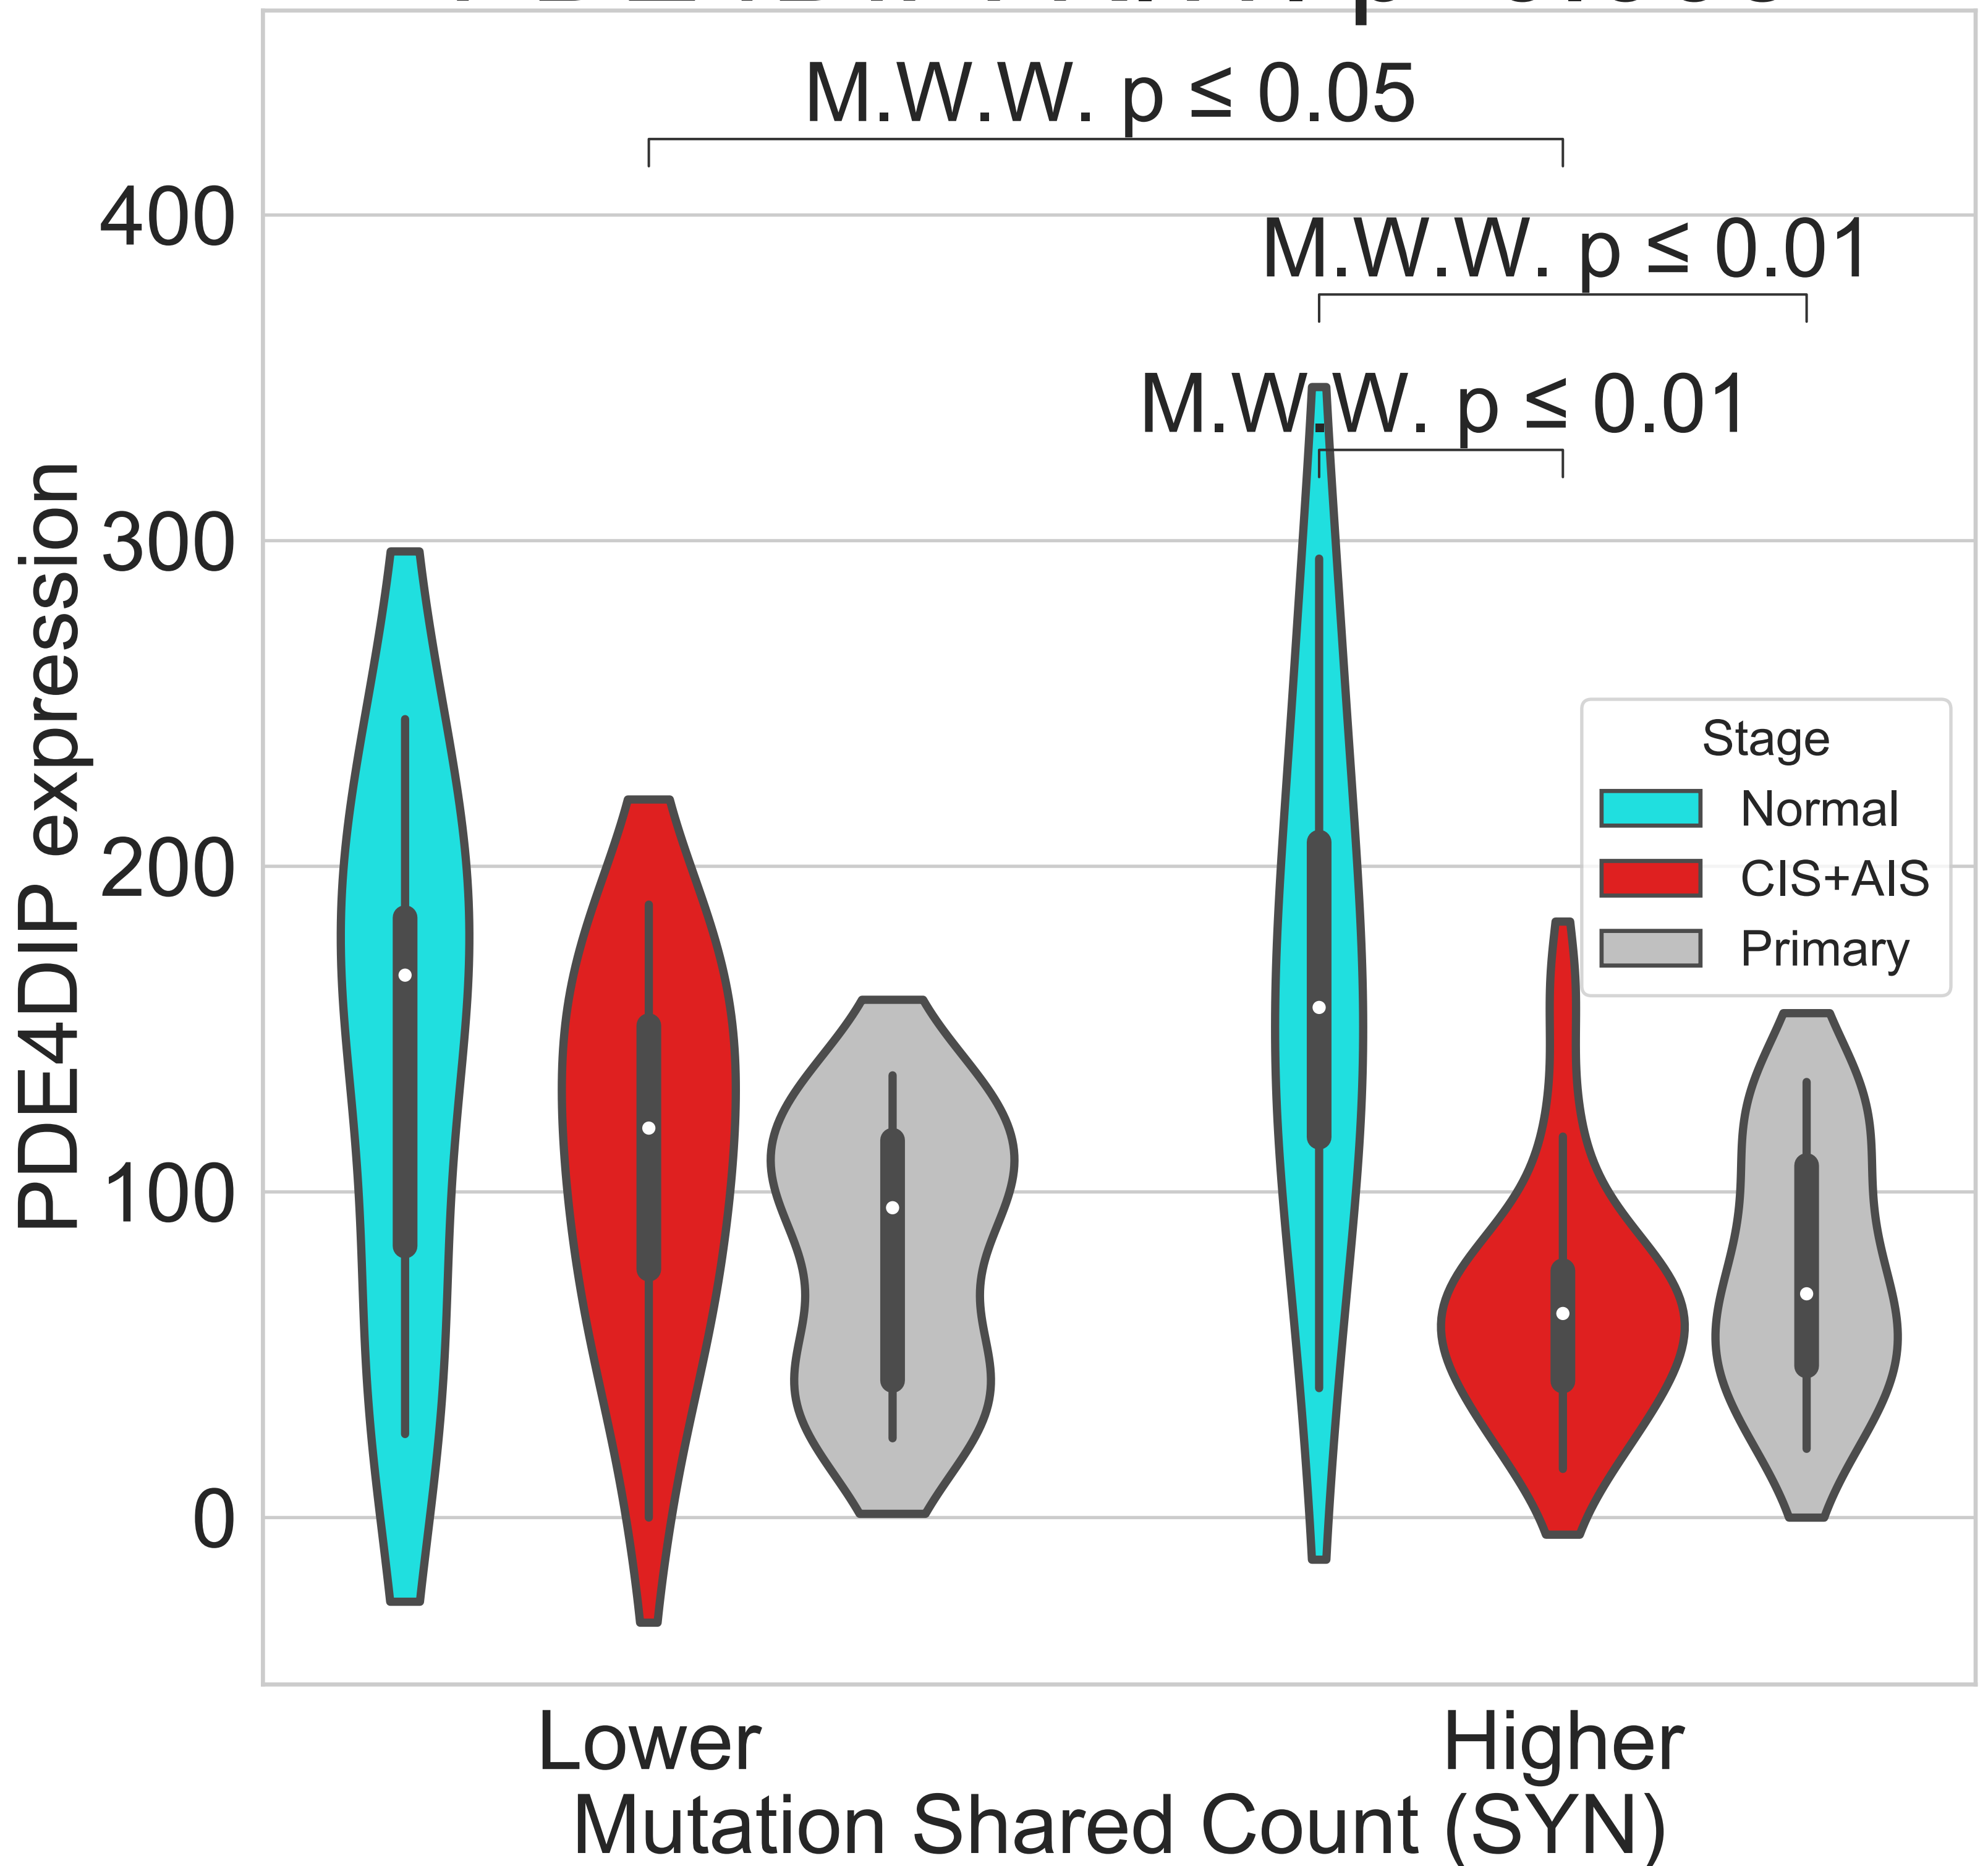 M.W.W. p ≤ 0.05
400
M.W.W. p ≤ 0.01
M.W.W. p ≤ 0.01
300
PDE4DIP expression
Stage
Normal
200
CIS+AIS
Primary
100
0
Lower
Higher
Mutation Shared Count (SYN)